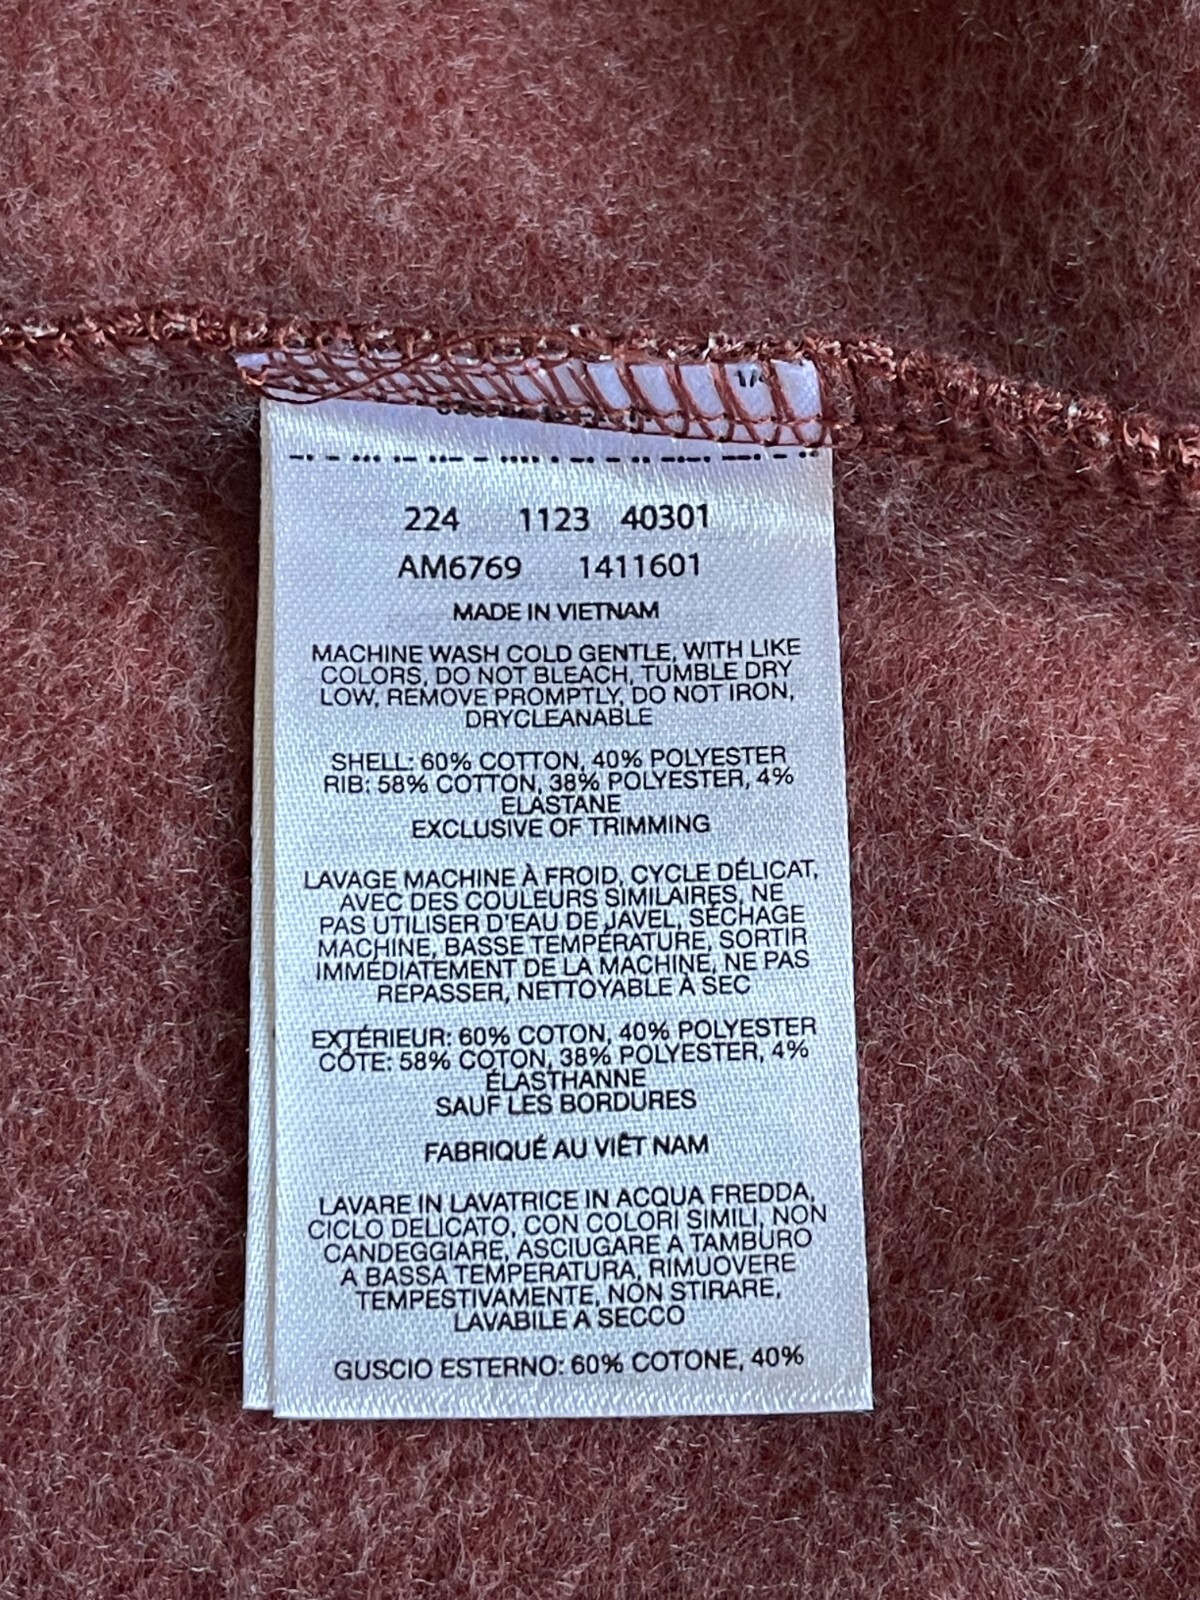 224 1123 40301
AM6769 1411601
MADE IN VIETNAM
MACHINE WASH COLD GENTLE, WITH LIKE
COLORS, DO NOT BLEACH, TUMBLE DRY
LOW, REMOVE PROMPTLY, DO NOT IRON,
DRYCLEANABLE
SHELL: 60% COTTON, 40% POLYESTER
RIB: 58% COTTON, 38% POLYESTER, 4%
ELASTANE
EXCLUSIVE OF TRIMMING
LAVAGE MACHINE À FROID, CYCLE DÉLICAT,
AVEC DES COULEURS SIMILAIRES, NE
PAS UTILISER D'EAU DE JAVEL, SÉCHAGE
MACHINE, BASSE TEMPÉRATURE, SORTIR
IMMÉDIATEMENT DE LA MACHINE, NE PAS
REPASSER, NETTOYABLE À SEC
EXTÉRIEUR: 60% COTON, 40% POLYESTER
CÔTE: 58% COTON, 38% POLYESTER, 4%
ÉLASTHANNE
SAUF LES BORDURES
FABRIQUÉ AU VIÊT NAM
LAVARE IN LAVATRICE IN ACQUA FREDDA,
CICLO DELICATO, CON COLORI SIMILI, NON
CANDEGGIARE, ASCIUGARE A TAMBURO
A BASSA TEMPERATURA, RIMUOVERE
TEMPESTIVAMENTE, NON STIRARE,
LAVABILE A SECCO
GUSCIO ESTERNO: 60% COTONE, 40%